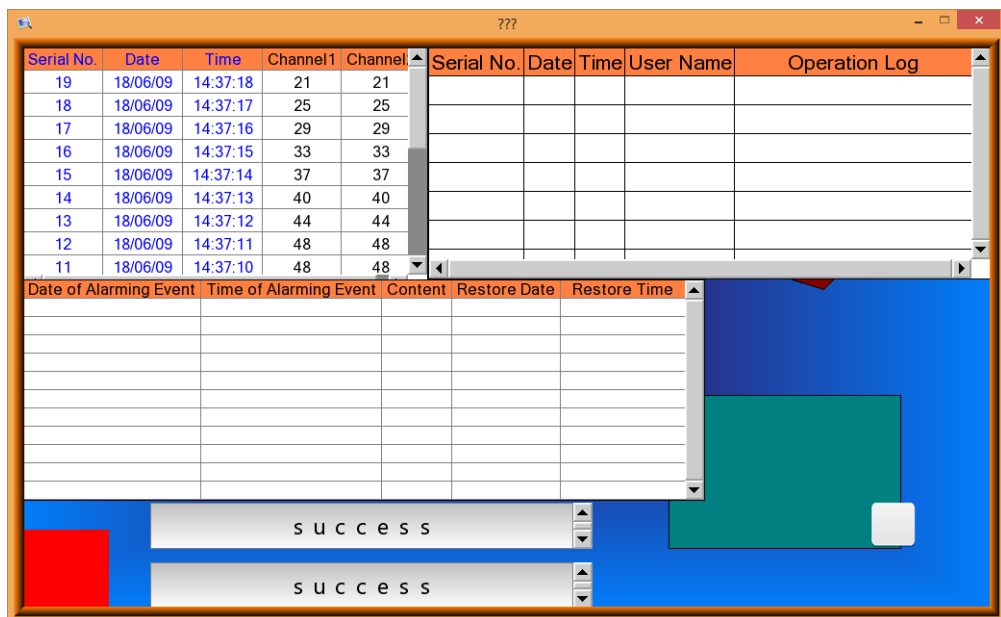 ???
Serial No. Date Time Channel1 Channel
19 18/06/09 14:37:18 21 21
18 18/06/09 14:37:17 25 25
17 18/06/09 14:37:16 29 29
16 18/06/09 14:37:15 33 33
15 18/06/09 14:37:14 37 37
14 18/06/09 14:37:13 40 40
13 18/06/09 14:37:12 44 44
12 18/06/09 14:37:11 48 48
11 18/06/09 14:37:10 48 48
Serial No. Date Time User Name Operation Log
Date of Alarming Event Time of Alarming Event Content Restore Date Restore Time
success
success